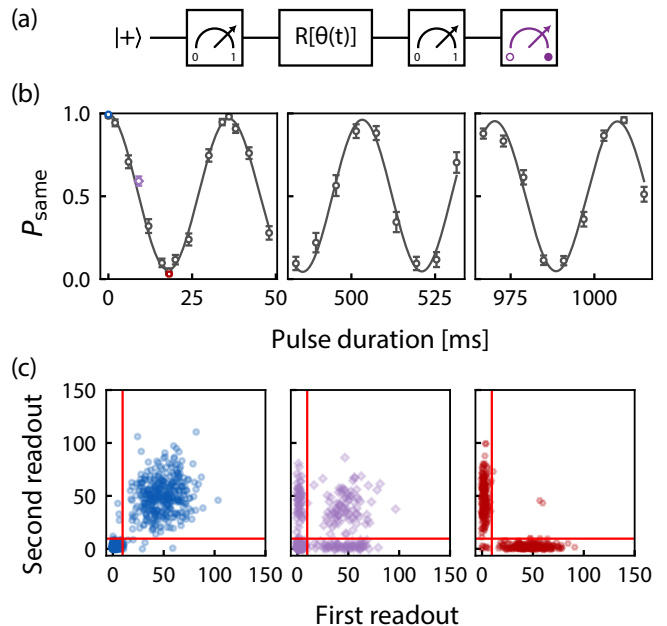 (a)
|+⟩ 0 1 R[θ(t)] 0 1
(b)
1.0
0.5
0.0
P_same
0 25 50 500 525 975 1000
Pulse duration [ms]
(c)
150
100
50
0
Second readout
0 50 100 150 0 50 100 150 0 50 100 150
First readout